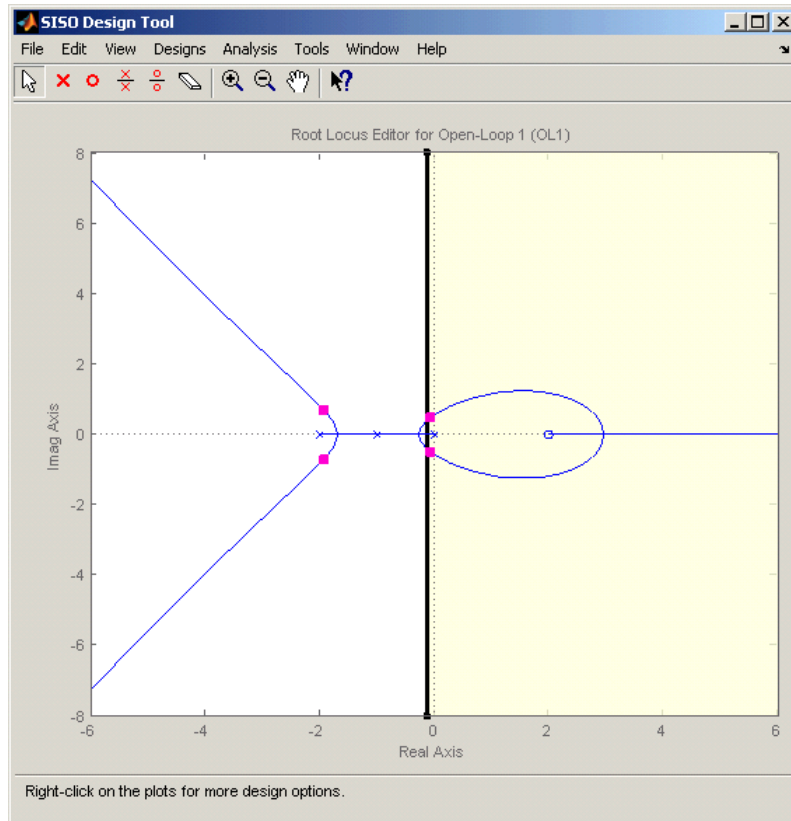 SISO Design Tool
File Edit View Designs Analysis Tools Window Help
Root Locus Editor for Open-Loop 1 (OL1)
8
6
4
2
0
-2
-4
-6
-8
Imag Axis
-6 -4 -2 0 2 4 6
Real Axis
Right-click on the plots for more design options.